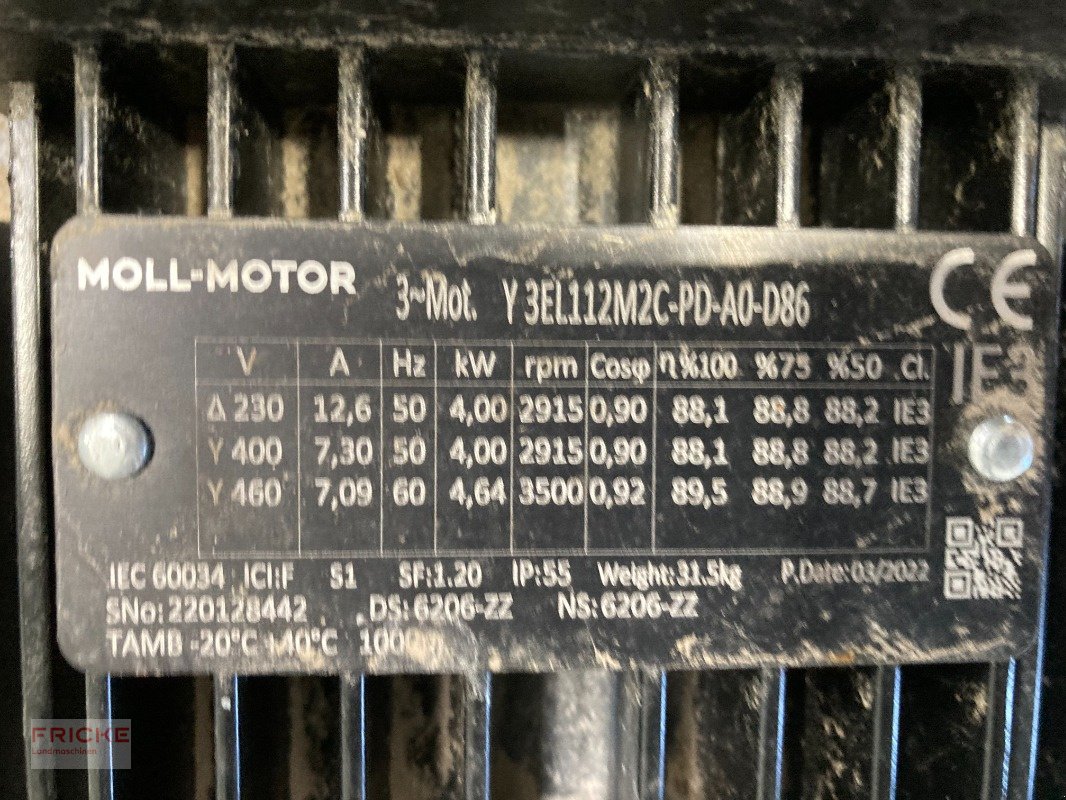 MOLL-MOTOR
CE
3~Mot. Y 3EL112M2C-PD-A0-D86
IE3
V A Hz kW rpm Cosφ η%100 %75 %50 Cl.
Δ 230 12,6 50 4,00 2915 0,90 88,1 88,8 88,2 IE3
Y 400 7,30 50 4,00 2915 0,90 88,1 88,8 88,2 IE3
Y 460 7,09 60 4,64 3500 0,92 89,5 88,9 88,7 IE3
IEC 60034 ICl:F S1 SF:1.20 IP:55 Weight:31.5kg P.Date:03/2022
SNo:220128442 DS:6206-ZZ NS:6206-ZZ
TAMB -20°C +40°C 1000m
FRICKE
Landmaschinen